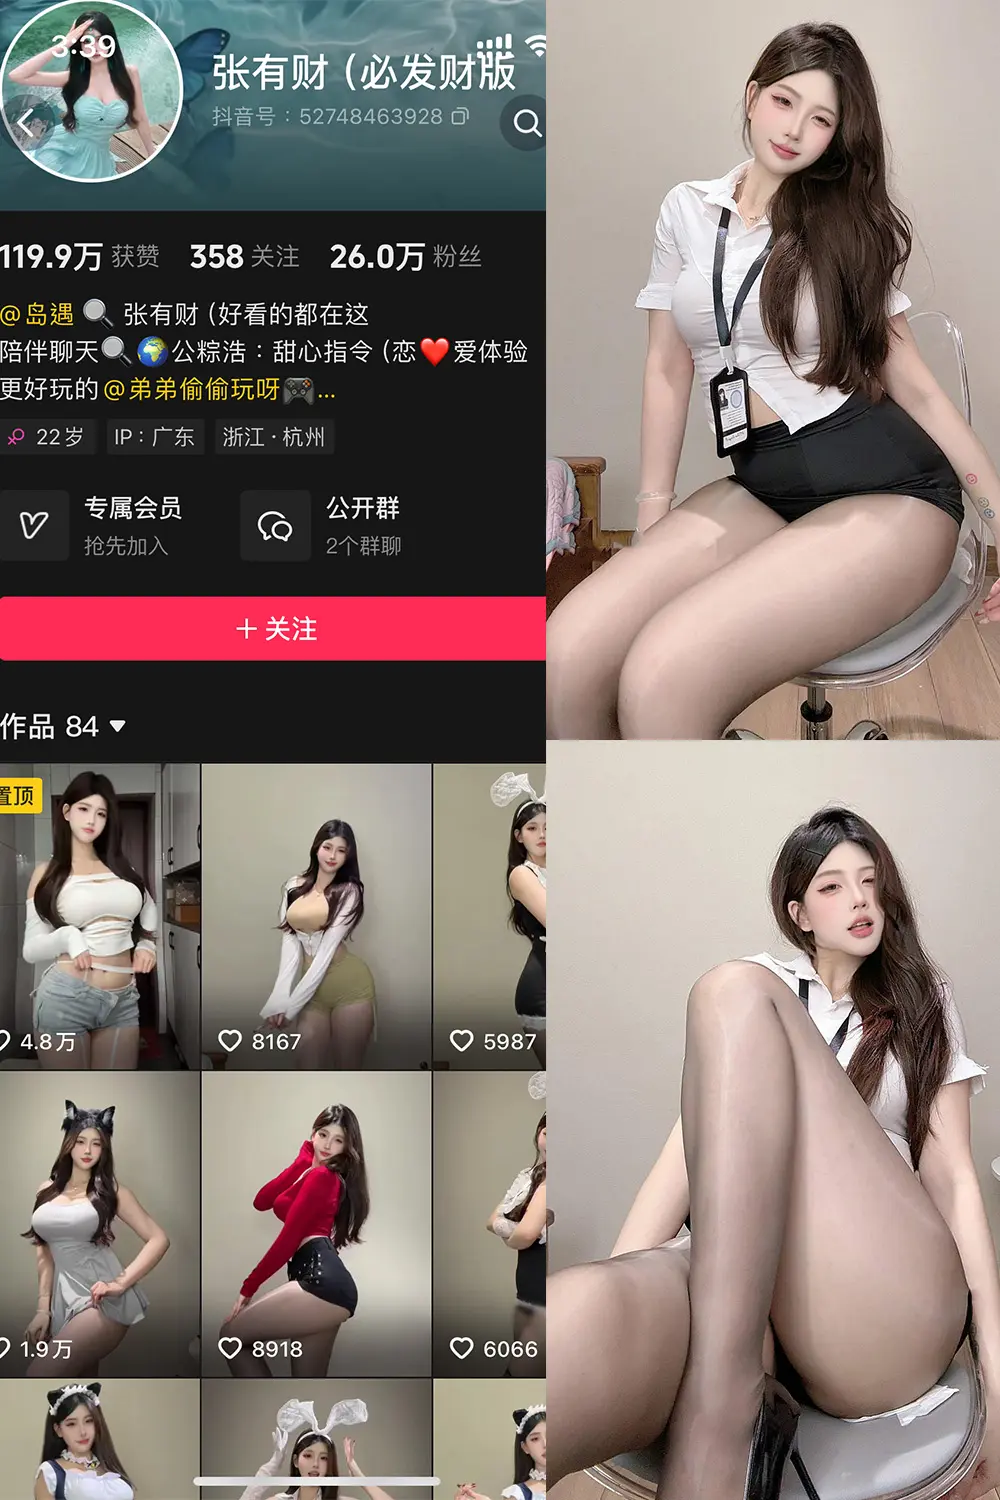 3:39
张有财（必发财版
抖音号：52748463928
119.9万 获赞 358 关注 26.0万 粉丝
@岛遇 🔍 张有财（好看的都在这
陪伴聊天🔍🌍公粽浩：甜心指令（恋❤️爱体验
更好玩的@弟弟偷偷玩呀🎮...
22岁 IP：广东 浙江·杭州
专属会员 公开群
抢先加入 2个群聊
+ 关注
作品 84
置顶
4.8万 8167 5987
1.9万 8918 6066